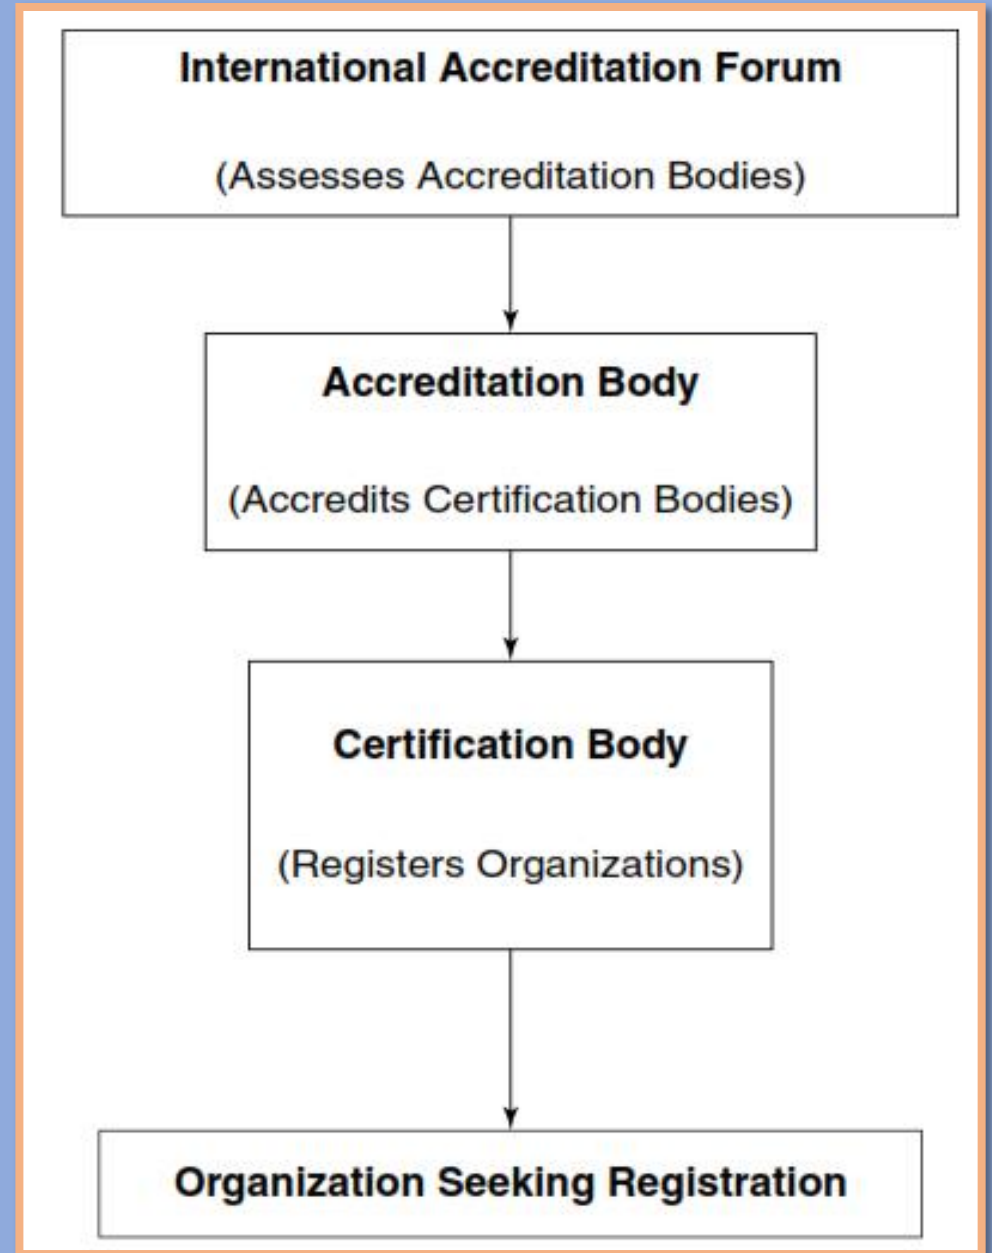 International Accreditation Forum
(Assesses Accreditation Bodies)
Accreditation Body
(Accredits Certification Bodies)
Certification Body
(Registers Organizations)
Organization Seeking Registration